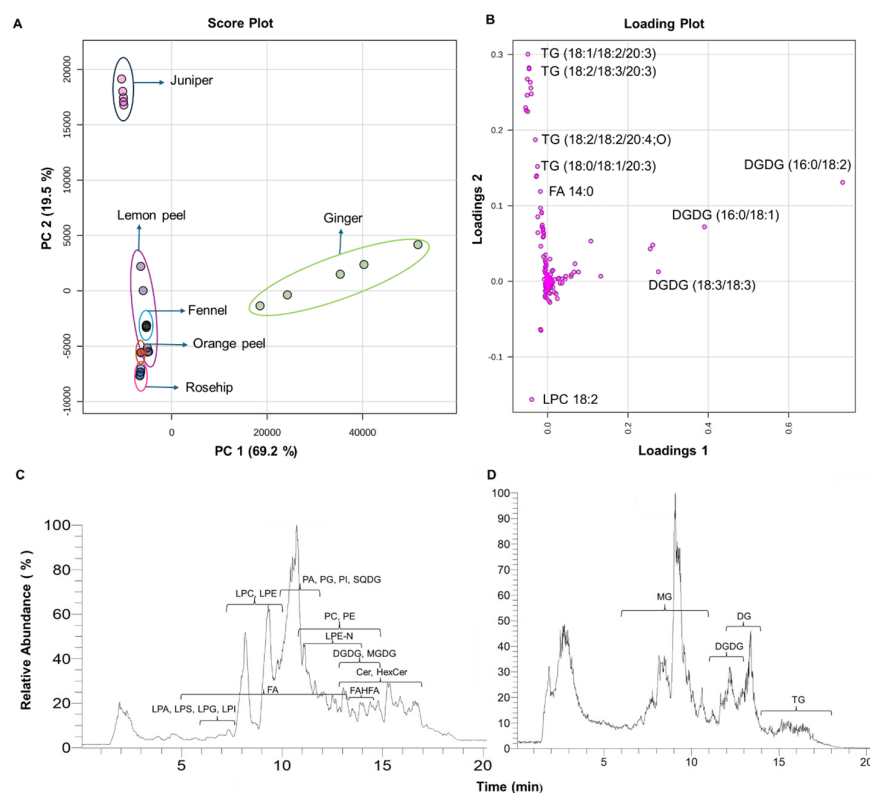 A
Score Plot
20000
15000
10000
5000
0
-5000
-10000
PC 2 (19.5 %)
Juniper
Lemon peel
Ginger
Fennel
Orange peel
Rosehip
0
20000
40000
PC 1 (69.2 %)
B
Loading Plot
0.3
0.2
0.1
0.0
-0.1
Loadings 2
TG (18:1/18:2/20:3)
TG (18:2/18:3/20:3)
TG (18:2/18:2/20:4;O)
TG (18:0/18:1/20:3)
FA 14:0
DGDG (16:0/18:2)
DGDG (16:0/18:1)
DGDG (18:3/18:3)
LPC 18:2
0.0
0.2
0.4
0.6
Loadings 1
C
100
80
60
40
20
0
Relative Abundance ( % )
PA, PG, PI, SQDG
LPC, LPE
PC, PE
LPE-N
DGDG, MGDG
Cer, HexCer
FA
FAHFA
LPA, LPS, LPG, LPI
5
10
15
20
D
100
90
80
70
60
50
40
30
20
10
0
MG
DG
DGDG
TG
5
10
15
20
Time (min)